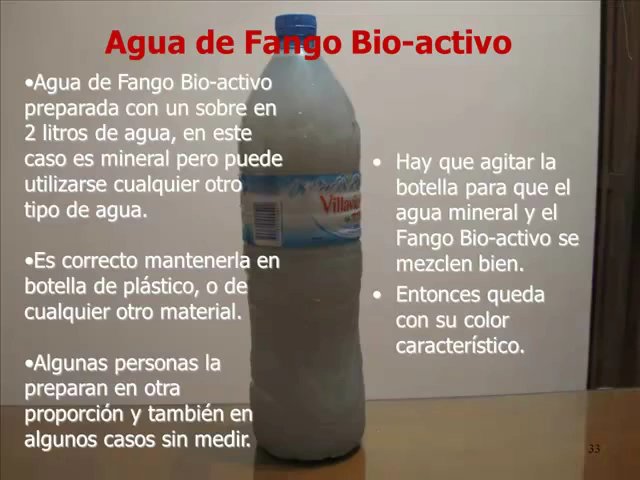 Agua de Fango Bio-activo
•Agua de Fango Bio-activo
preparada con un sobre en
2 litros de agua, en este
caso es mineral pero puede
utilizarse cualquier otro
tipo de agua.
•Es correcto mantenerla en
botella de plástico, o de
cualquier otro material.
•Algunas personas la
preparan en otra
proporción y también en
algunos casos sin medir.
• Hay que agitar la
botella para que el
agua mineral y el
Fango Bio-activo se
mezclen bien.
• Entonces queda
con su color
característico.
33